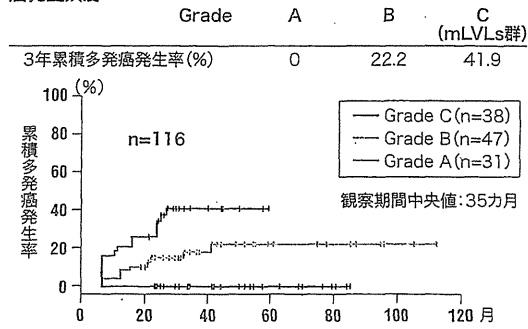 Grade A B C
(mLVLs群)
3年累積多発癌発生率(%) 0 22.2 41.9
100 (%)
80
60
40
20
0
累積多発癌発生率
n=116
Grade C(n=38)
Grade B(n=47)
Grade A(n=31)
観察期間中央値:35カ月
0 20 40 60 80 100 120 月